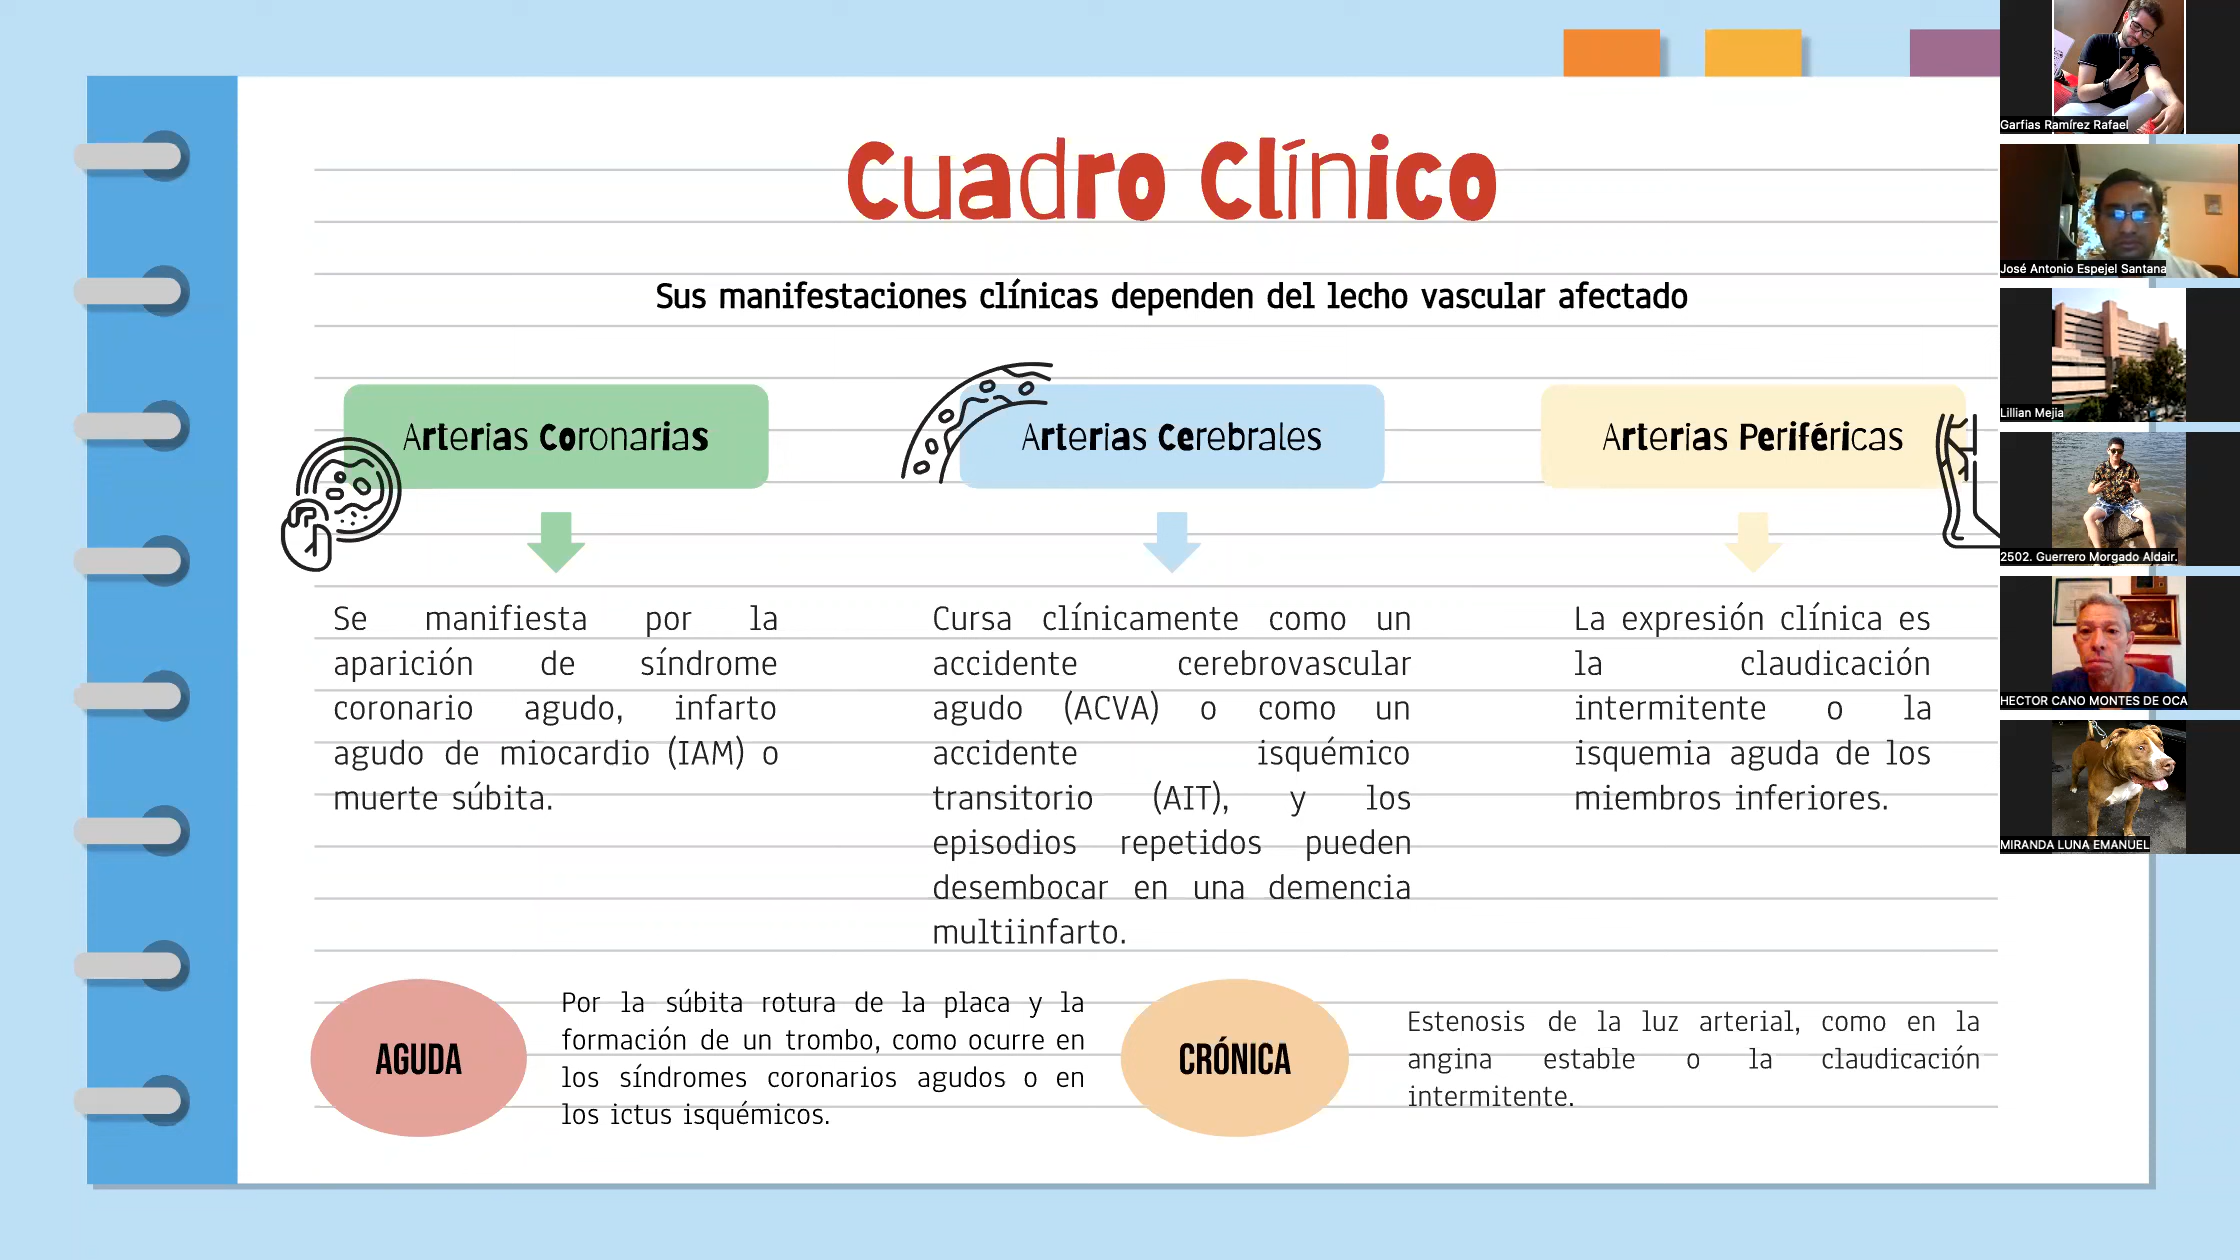 Cuadro Clínico
Sus manifestaciones clínicas dependen del lecho vascular afectado
Arterias Coronarias
Se manifiesta por la
aparición de síndrome
coronario agudo, infarto
agudo de miocardio (IAM) o
muerte súbita.
Arterias Cerebrales
Cursa clínicamente como un
accidente cerebrovascular
agudo (ACVA) o como un
accidente isquémico
transitorio (AIT), y los
episodios repetidos pueden
desembocar en una demencia
multiinfarto.
Arterias Periféricas
La expresión clínica es
la claudicación
intermitente o la
isquemia aguda de los
miembros inferiores.
AGUDA
Por la súbita rotura de la placa y la
formación de un trombo, como ocurre en
los síndromes coronarios agudos o en
los ictus isquémicos.
CRÓNICA
Estenosis de la luz arterial, como en la
angina estable o la claudicación
intermitente.
Garfias Ramírez Rafael
José Antonio Espejel Santana
Lillian Mejia
2502. Guerrero Morgado Aldair.
HECTOR CANO MONTES DE OCA
MIRANDA LUNA EMANUEL